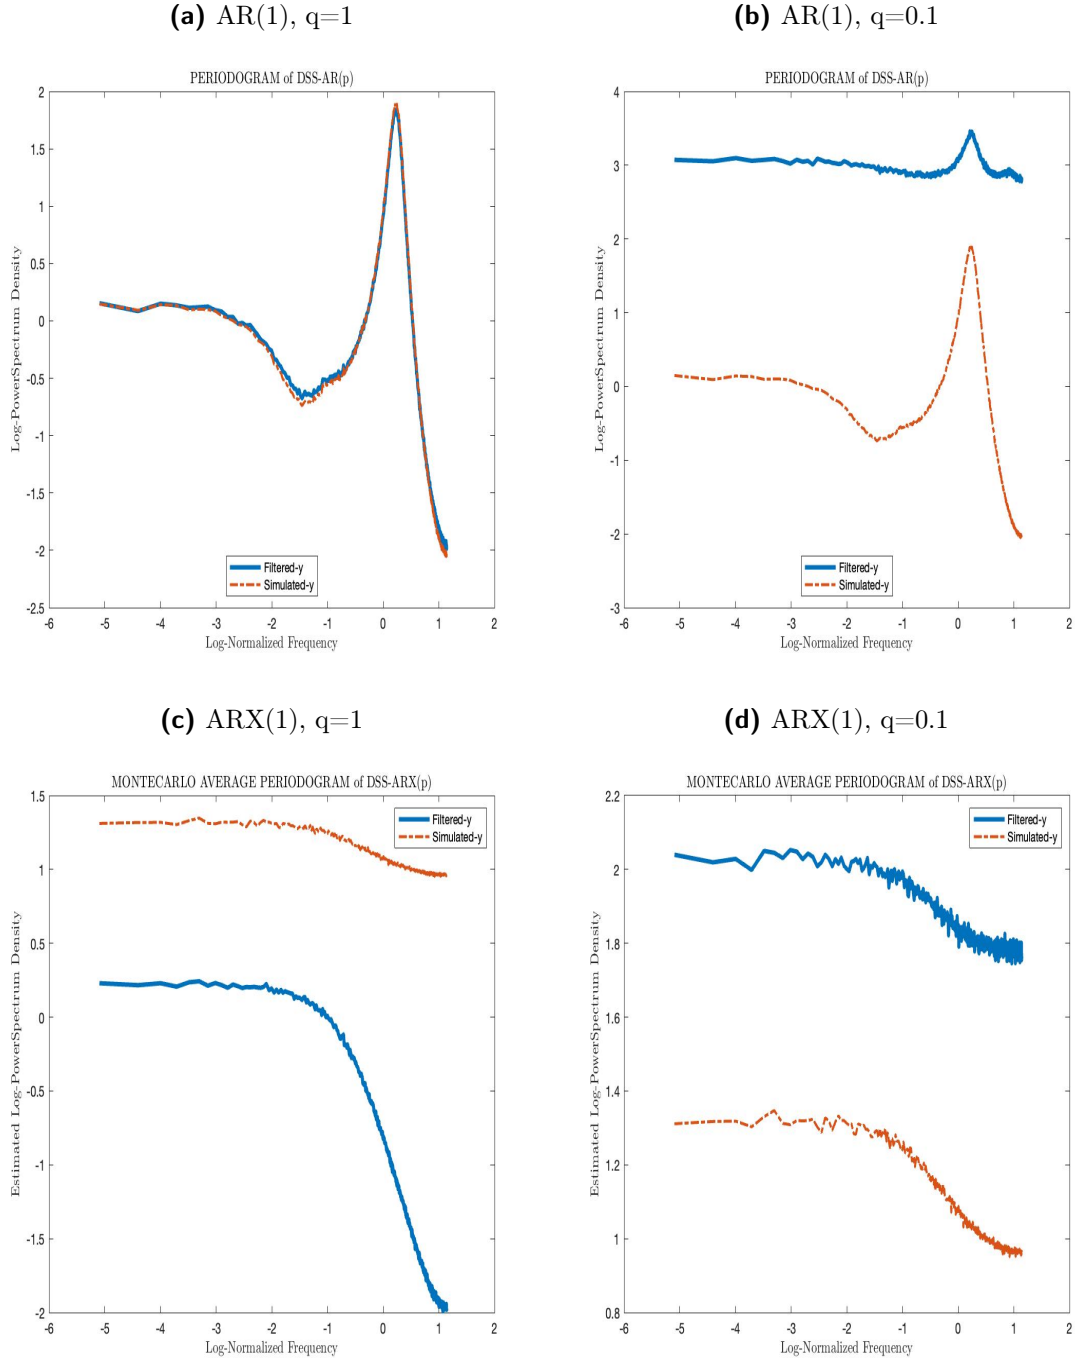 (a) AR(1), q=1
(b) AR(1), q=0.1
PERIODOGRAM of DSS-AR(p)
Log-PowerSpectrum Density
2
1.5
1
0.5
0
-0.5
-1
-1.5
-2
-2.5
-6 -5 -4 -3 -2 -1 0 1 2
Log-Normalized Frequency
Filtered-y
Simulated-y
PERIODOGRAM of DSS-AR(p)
Log-PowerSpectrum Density
4
3
2
1
0
-1
-2
-3
-6 -5 -4 -3 -2 -1 0 1 2
Log-Normalized Frequency
Filtered-y
Simulated-y
(c) ARX(1), q=1
(d) ARX(1), q=0.1
MONTECARLO AVERAGE PERIODOGRAM of DSS-ARX(p)
Estimated Log-PowerSpectrum Density
1.5
1
0.5
0
-0.5
-1
-1.5
-2
-6 -5 -4 -3 -2 -1 0 1 2
Log-Normalized Frequency
Filtered-y
Simulated-y
MONTECARLO AVERAGE PERIODOGRAM of DSS-ARX(p)
Estimated Log-PowerSpectrum Density
2.2
2
1.8
1.6
1.4
1.2
1
0.8
-6 -5 -4 -3 -2 -1 0 1 2
Log-Normalized Frequency
Filtered-y
Simulated-y